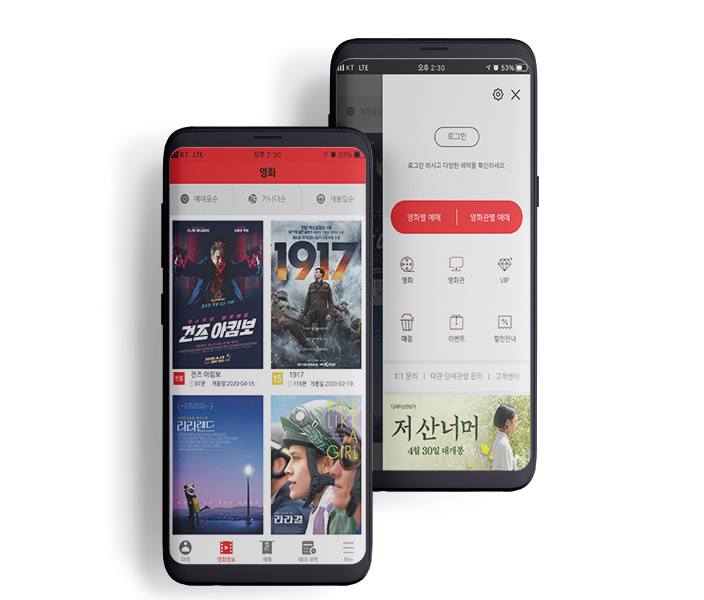 KT LTE
오후 2:30
53%
영화
예매율순
가나다순
개봉일순
건즈 아킴보
건즈 아킴보
97분 개봉일:2020-04-15
1917
15
1917
119분 개봉일:2020-02-19
라라랜드
RIDE
LIKE
A
GIRL
라라걸
영화정보
예매
예매 내역
메뉴
KT LTE
오후 2:30
53%
로그인
로그인 하시고 다양한 혜택을 확인하세요
영화별 예매
영화관별 예매
영화
영화관
VIP
매점
이벤트
할인안내
1:1 문의
대관·단체관람 문의
고객센터
저 산 너머
4월 30일 대개봉